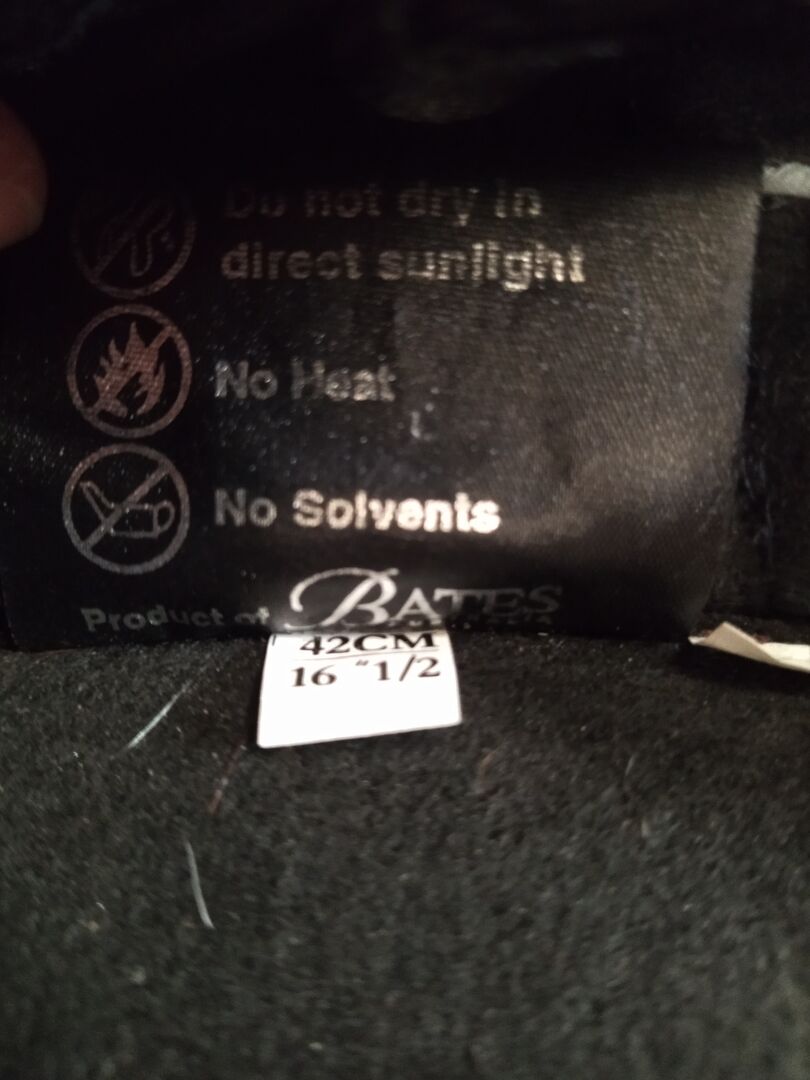 Do not dry in
direct sunlight
No Heat
No Solvents
Product of BATES
42CM
16 "1/2